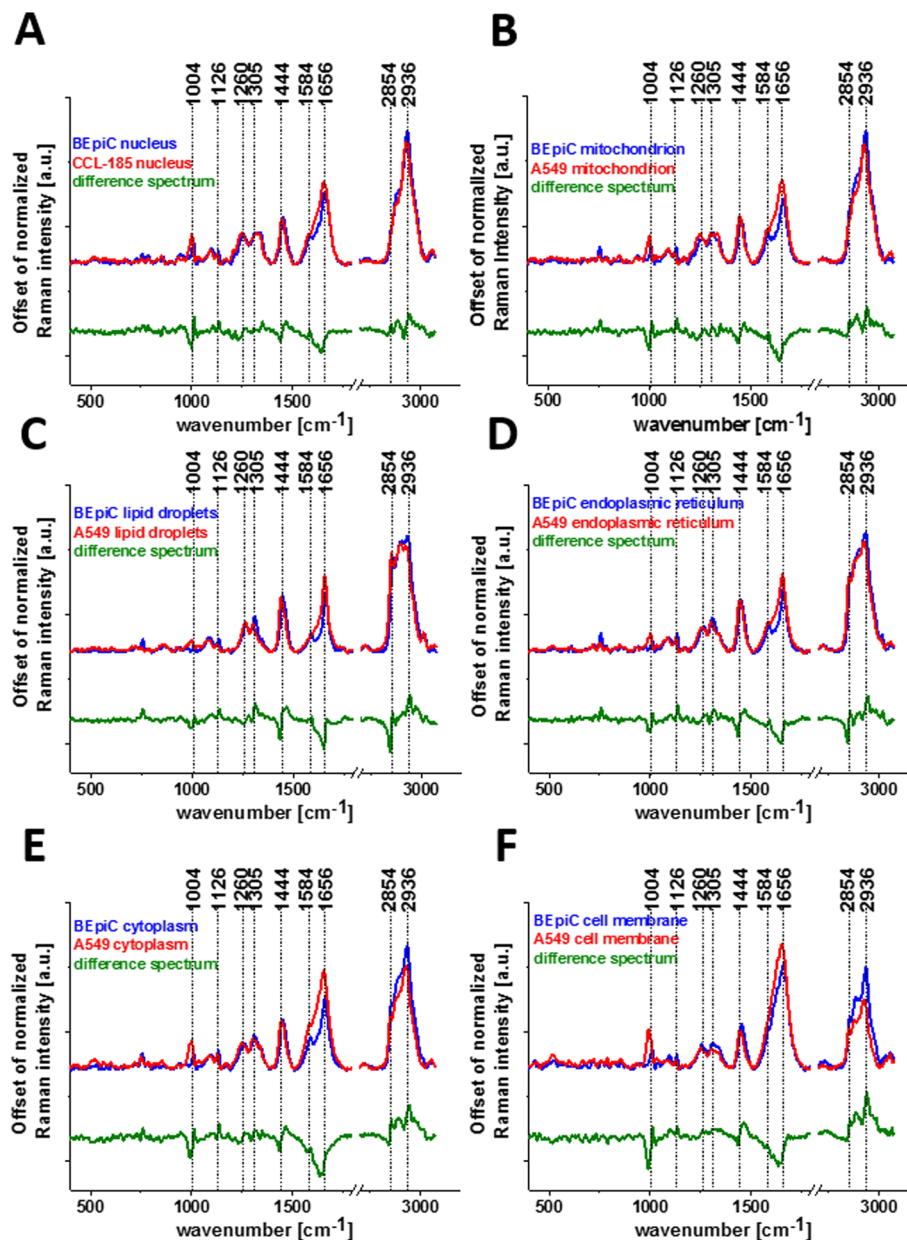 A
1004
1126
1260
1305
1444
1584
1656
2854
2936
BEpiC nucleus
CCL-185 nucleus
difference spectrum
Offset of normalized
Raman intensity [a.u.]
500 1000 1500 3000
wavenumber [cm-1]
B
1004
1126
1260
1305
1444
1584
1656
2854
2936
BEpiC mitochondrion
A549 mitochondrion
difference spectrum
Offset of normalized
Raman Intensity [a.u.]
500 1000 1500 3000
wavenumber [cm-1]
C
1004
1126
1260
1305
1444
1584
1656
2854
2936
BEpiC lipid droplets
A549 lipid droplets
difference spectrum
Offset of normalized
Raman intensity [a.u.]
500 1000 1500 3000
wavenumber [cm-1]
D
1004
1126
1260
1305
1444
1584
1656
2854
2936
BEpiC endoplasmic reticulum
A549 endoplasmic reticulum
difference spectrum
Offset of normalized
Raman intensity [a.u.]
500 1000 1500 3000
wavenumber [cm-1]
E
1004
1126
1260
1305
1444
1584
1656
2854
2936
BEpiC cytoplasm
A549 cytoplasm
difference spectrum
Offset of normalized
Raman intensity [a.u.]
500 1000 1500 3000
wavenumber [cm-1]
F
1004
1126
1260
1305
1444
1584
1656
2854
2936
BEpiC cell membrane
A549 cell membrane
difference spectrum
Offset of normalized
Raman intensity [a.u.]
500 1000 1500 3000
wavenumber [cm-1]